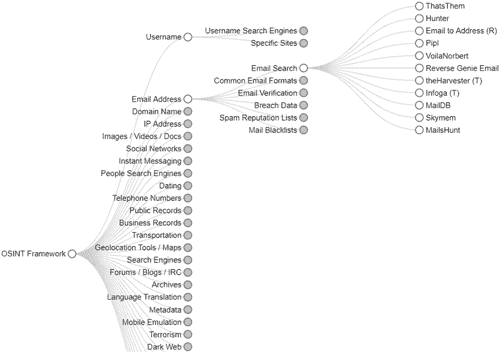 OSINT Framework
Username
Username Search Engines
Specific Sites
Email Address
Email Search
ThatsThem
Hunter
Email to Address (R)
Pipl
VoilaNorbert
Reverse Genie Email
theHarvester (T)
Infoga (T)
MailDB
Skymem
MailsHunt
Common Email Formats
Email Verification
Breach Data
Spam Reputation Lists
Mail Blacklists
Domain Name
IP Address
Images / Videos / Docs
Social Networks
Instant Messaging
People Search Engines
Dating
Telephone Numbers
Public Records
Business Records
Transportation
Geolocation Tools / Maps
Search Engines
Forums / Blogs / IRC
Archives
Language Translation
Metadata
Mobile Emulation
Terrorism
Dark Web